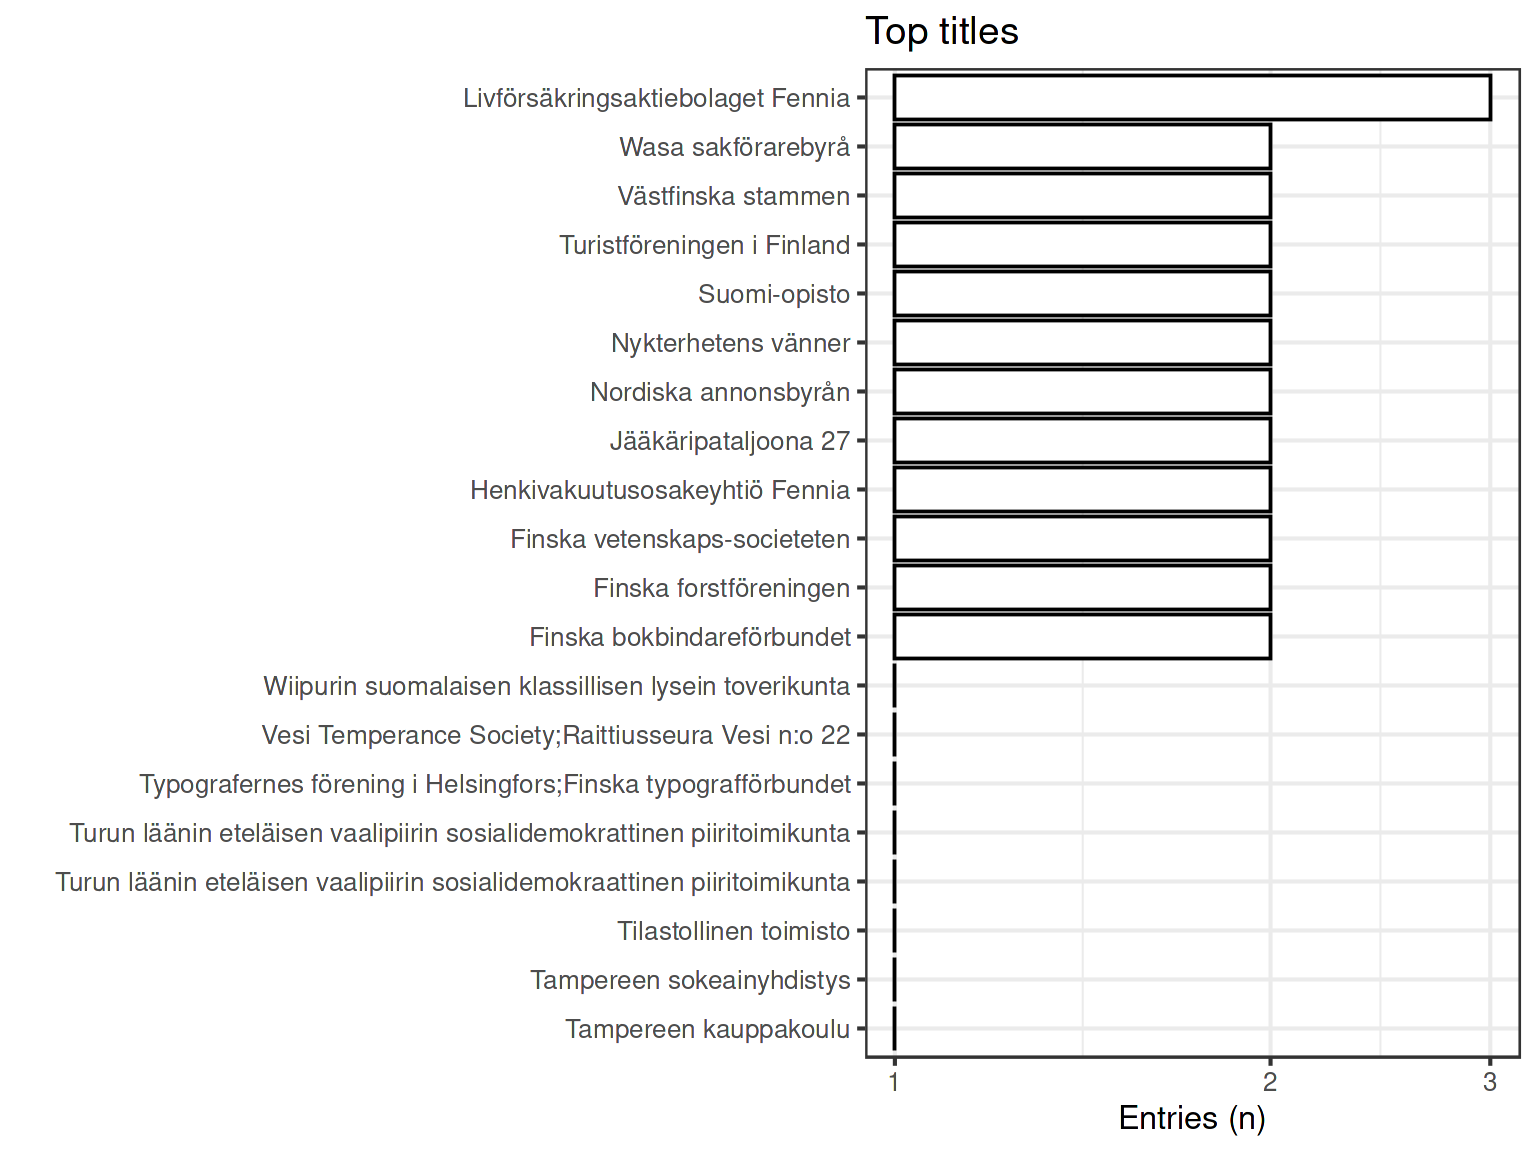 Top titles
Livförsäkringsaktiebolaget Fennia
Wasa sakförarebyrå
Västfinska stammen
Turistföreningen i Finland
Suomi-opisto
Nykterhetens vänner
Nordiska annonsbyrån
Jääkäripataljoona 27
Henkivakuutusosakeyhtiö Fennia
Finska vetenskaps-societeten
Finska forstföreningen
Finska bokbindareförbundet
Wiipurin suomalaisen klassillisen lysein toverikunta
Vesi Temperance Society;Raittiusseura Vesi n:o 22
Typografernes förening i Helsingfors;Finska typografförbundet
Turun läänin eteläisen vaalipiirin sosialidemokrattinen piiritoimikunta
Turun läänin eteläisen vaalipiirin sosialidemokraattinen piiritoimikunta
Tilastollinen toimisto
Tampereen sokeainyhdistys
Tampereen kauppakoulu
1 2 3
Entries (n)